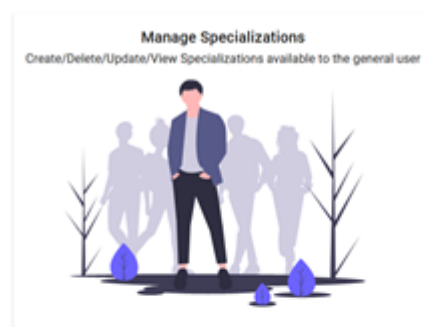 Manage Specializations
Create/Delete/Update/View Specializations available to the general user